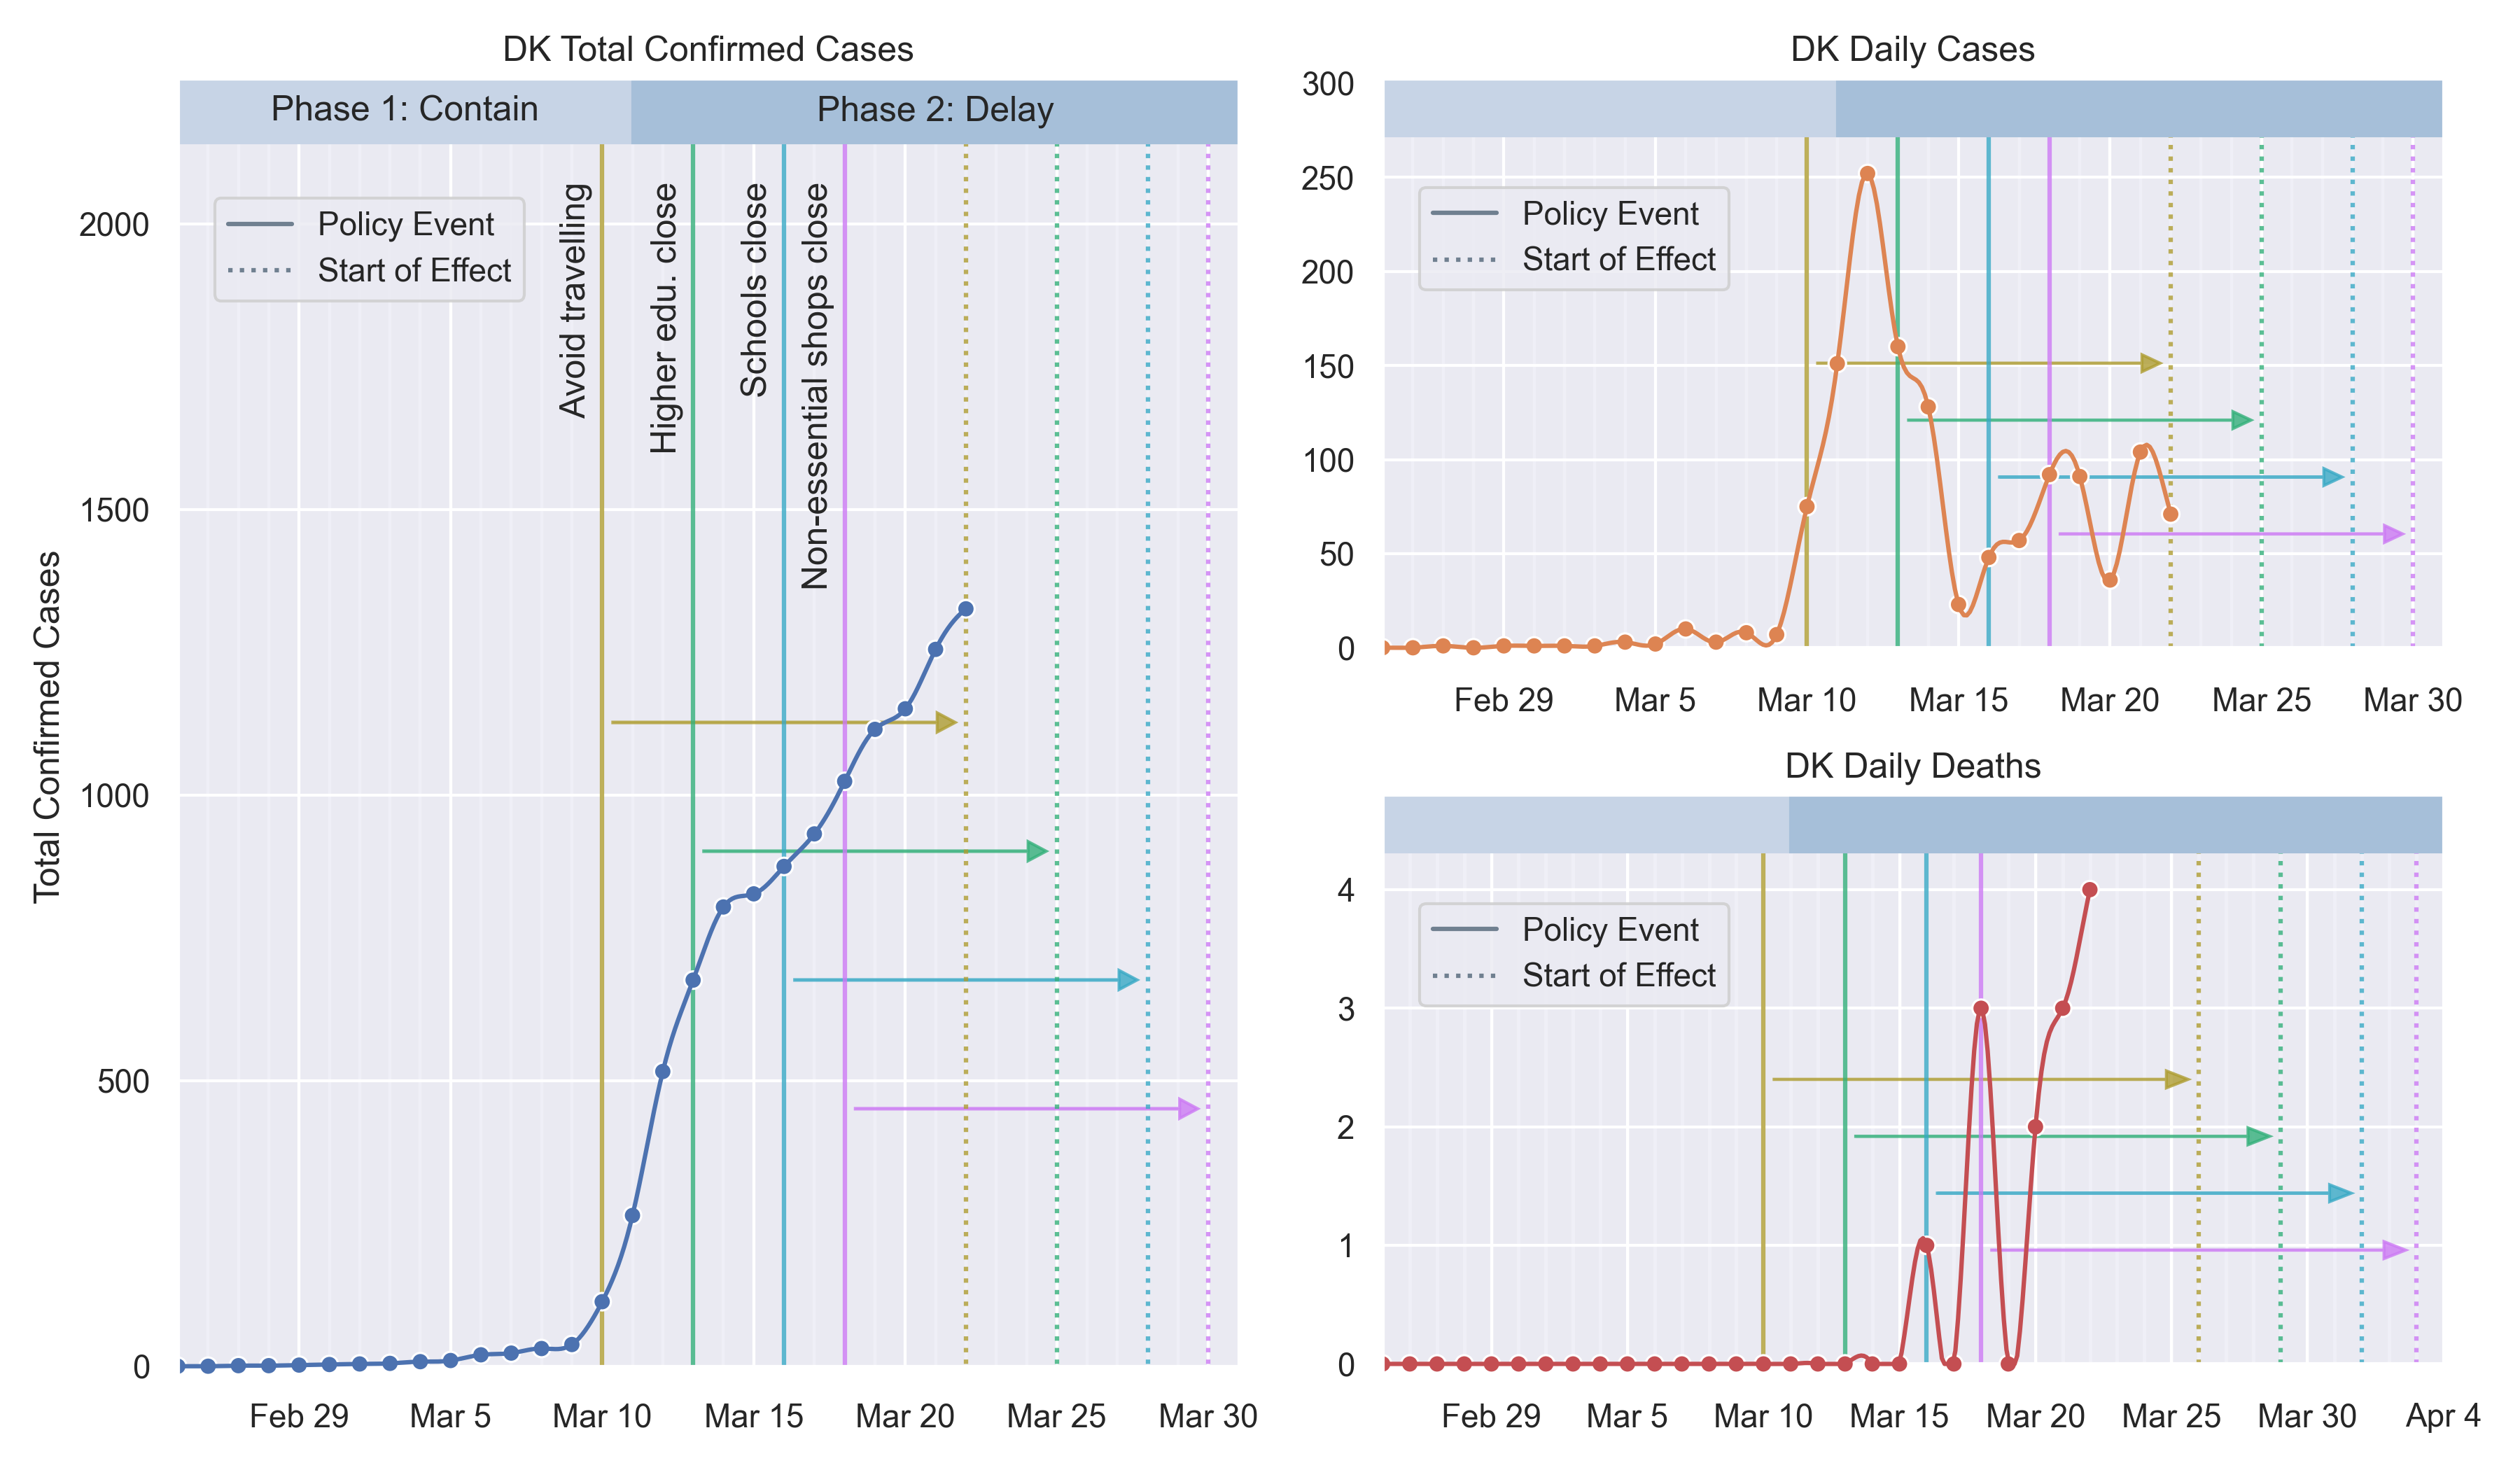 DK Total Confirmed Cases
Phase 1: Contain
Phase 2: Delay
Policy Event
Start of Effect
Avoid travelling
Higher edu. close
Schools close
Non-essential shops close
Total Confirmed Cases
2000
1500
1000
500
0
Feb 29
Mar 5
Mar 10
Mar 15
Mar 20
Mar 25
Mar 30
DK Daily Cases
300
250
200
150
100
50
0
Policy Event
Start of Effect
Feb 29
Mar 5
Mar 10
Mar 15
Mar 20
Mar 25
Mar 30
DK Daily Deaths
4
3
2
1
0
Policy Event
Start of Effect
Feb 29
Mar 5
Mar 10
Mar 15
Mar 20
Mar 25
Mar 30
Apr 4